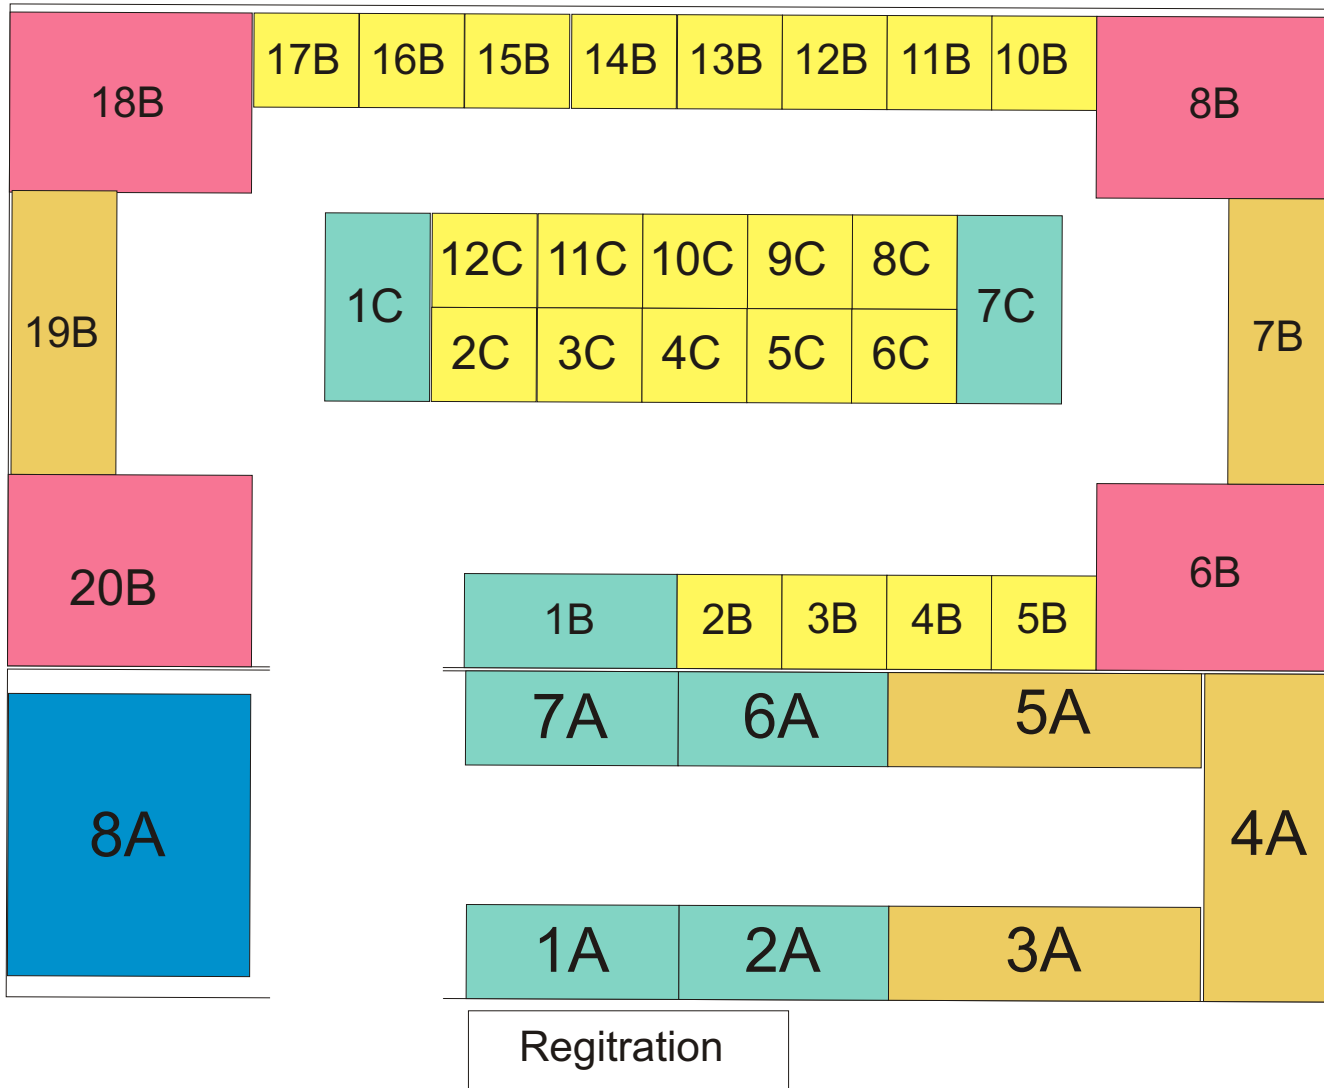 17B 16B 15B 14B 13B 12B 11B 10B
18B 8B
12C 11C 10C 9C 8C
1C 7C
19B 7B
2C 3C 4C 5C 6C
20B 6B
1B 2B 3B 4B 5B
7A 6A 5A
8A 4A
1A 2A 3A
Regitration